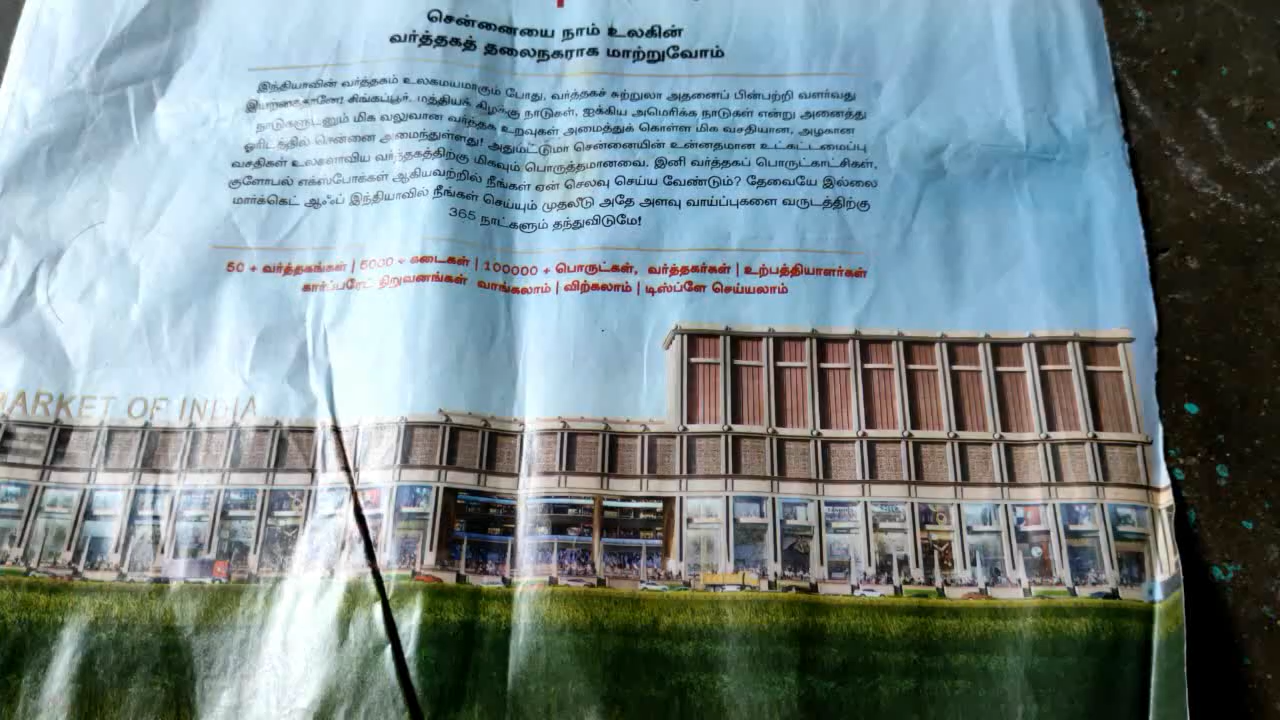 சென்னையை நாம் உலகின்
வர்த்தகத் தலைநகராக மாற்றுவோம்
இந்தியாவின் வர்த்தகம் உலகமயமாகும் போது, வர்த்தகச் சுற்றுலா அதனைப் பின்பற்றி வளர்வது
இயற்கைதானே! சிங்கப்பூர், மத்தியக் கிழக்கு நாடுகள், ஐக்கிய அமெரிக்க நாடுகள் என்று அனைத்து
நாடுகளுடனும் மிக வலுவான வர்த்தக உறவுகள் அமைத்துக் கொள்ள மிக வசதியான, அழகான
ஓரிடத்தில் சென்னை அமைந்துள்ளது! அதுமட்டுமா சென்னையின் உன்னதமான உட்கட்டமைப்பு
வசதிகள் உலகளாவிய வர்த்தகத்திற்கு மிகவும் பொருத்தமானவை. இனி வர்த்தகப் பொருட்காட்சிகள்,
குளோபல் எக்ஸ்போக்கள் ஆகியவற்றில் நீங்கள் ஏன் செலவு செய்ய வேண்டும்? தேவையே இல்லை
மார்க்கெட் ஆஃப் இந்தியாவில் நீங்கள் செய்யும் முதலீடு அதே அளவு வாய்ப்புகளை வருடத்திற்கு
365 நாட்களும் தந்துவிடுமே!
50 + வர்த்தகங்கள் | 5000 + கடைகள் | 100000 + பொருட்கள், வர்த்தகர்கள் | உற்பத்தியாளர்கள்
கார்ப்பரேட் நிறுவனங்கள் வாங்கலாம் | விற்கலாம் | டிஸ்ப்ளே செய்யலாம்
MARKET OF INDIA